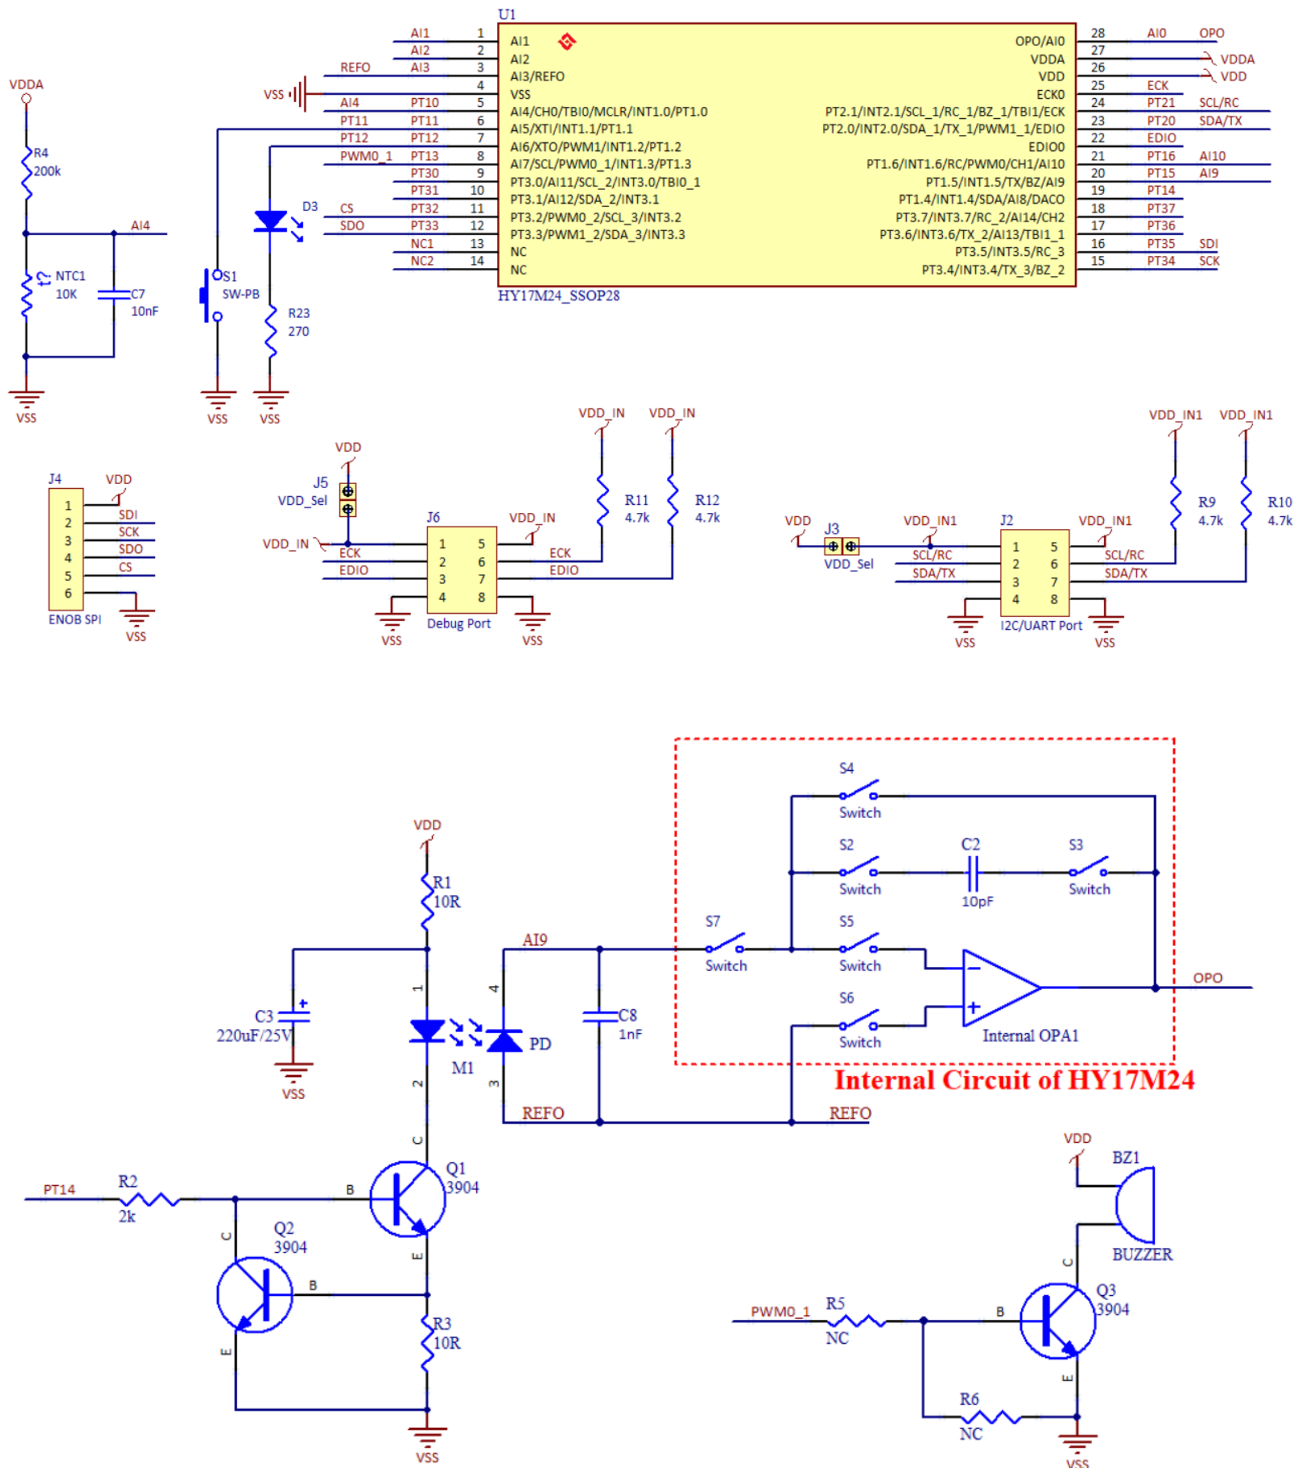 U1
AI1 1 AI1 OPO/AI0 28 AI0 OPO
AI2 2 AI2 VDDA 27 VDDA
REFO AI3 3 AI3/REFO VDD 26 VDD
VSS 4 VSS ECK0 25 ECK
AI4 PT10 5 AI4/CH0/TBI0/MCLR/INT1.0/PT1.0 PT2.1/INT2.1/SCL_1/RC_1/BZ_1/TBI1/ECK 24 PT21 SCL/RC
PT11 PT11 6 AI5/XTI/INT1.1/PT1.1 PT2.0/INT2.0/SDA_1/TX_1/PWM1_1/EDIO 23 PT20 SDA/TX
PT12 PT12 7 AI6/XTO/PWM1/INT1.2/PT1.2 EDIO0 22 EDIO
PWM0_1 PT13 8 AI7/SCL/PWM0_1/INT1.3/PT1.3 PT1.6/INT1.6/RC/PWM0/CH1/AI10 21 PT16 AI10
PT30 9 PT3.0/AI11/SCL_2/INT3.0/TBI0_1 PT1.5/INT1.5/TX/BZ/AI9 20 PT15 AI9
PT31 10 PT3.1/AI12/SDA_2/INT3.1 PT1.4/INT1.4/SDA/AI8/DACO 19 PT14
CS PT32 11 PT3.2/PWM0_2/SCL_3/INT3.2 PT3.7/INT3.7/RC_2/AI14/CH2 18 PT37
SDO PT33 12 PT3.3/PWM1_2/SDA_3/INT3.3 PT3.6/INT3.6/TX_2/AI13/TBI1_1 17 PT36
NC1 13 NC PT3.5/INT3.5/RC_3 16 PT35 SDI
NC2 14 NC PT3.4/INT3.4/TX_3/BZ_2 15 PT34 SCK
HY17M24_SSOP28
VDDA
R4
200k
AI4
t?
NTC1
10K
C7
10nF
VSS
S1
SW-PB
VSS
D3
R23
270
VSS
J4
VDD
1
2 SDI
3 SCK
4 SDO
5 CS
6
ENOB SPI
VSS
VDD
J5
VDD_Sel
VDD_IN
ECK
EDIO
VSS
J6
1 5
2 6
3 7
4 8
Debug Port
VDD_IN
ECK
EDIO
VSS
VDD_IN
VDD_IN
R11
4.7k
R12
4.7k
VDD
J3
VDD_Sel
VDD_IN1
SCL/RC
SDA/TX
VSS
J2
1 5
2 6
3 7
4 8
I2C/UART Port
VDD_IN1
SCL/RC
SDA/TX
VSS
VDD_IN1
VDD_IN1
R9
4.7k
R10
4.7k
S4
Switch
S2
Switch
C2
10pF
S3
Switch
S7
Switch
S5
Switch
S6
Switch
− +
Internal OPA1
OPO
Internal Circuit of HY17M24
VDD
R1
10R
C3
220uF/25V
+
VSS
1
2
M1
4
3
PD
AI9
C8
1nF
REFO
REFO
PT14
R2
2k
B
C
E
Q1
3904
Q2
3904
C
B
E
R3
10R
VSS
VDD
BZ1
BUZZER
PWM0_1
R5
NC
B
C
E
Q3
3904
R6
NC
VSS